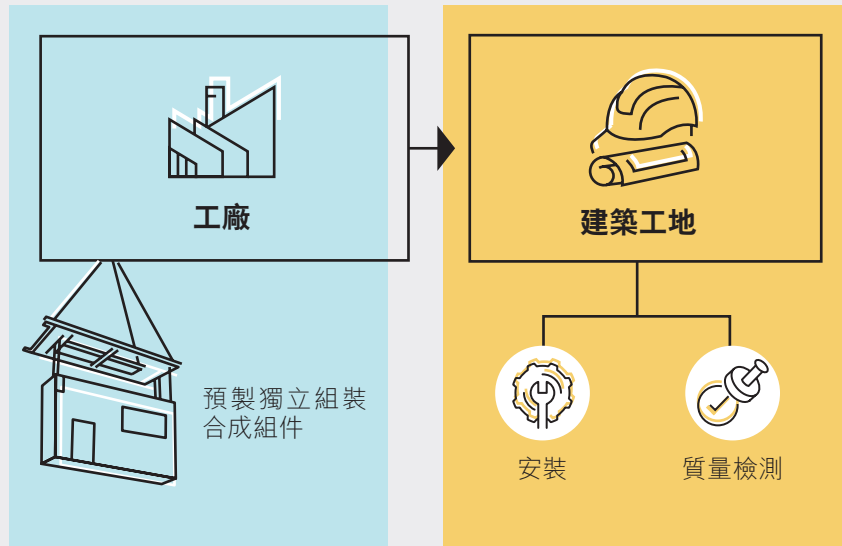 工廠
預製獨立組裝
合成組件
建築工地
安裝
質量檢測